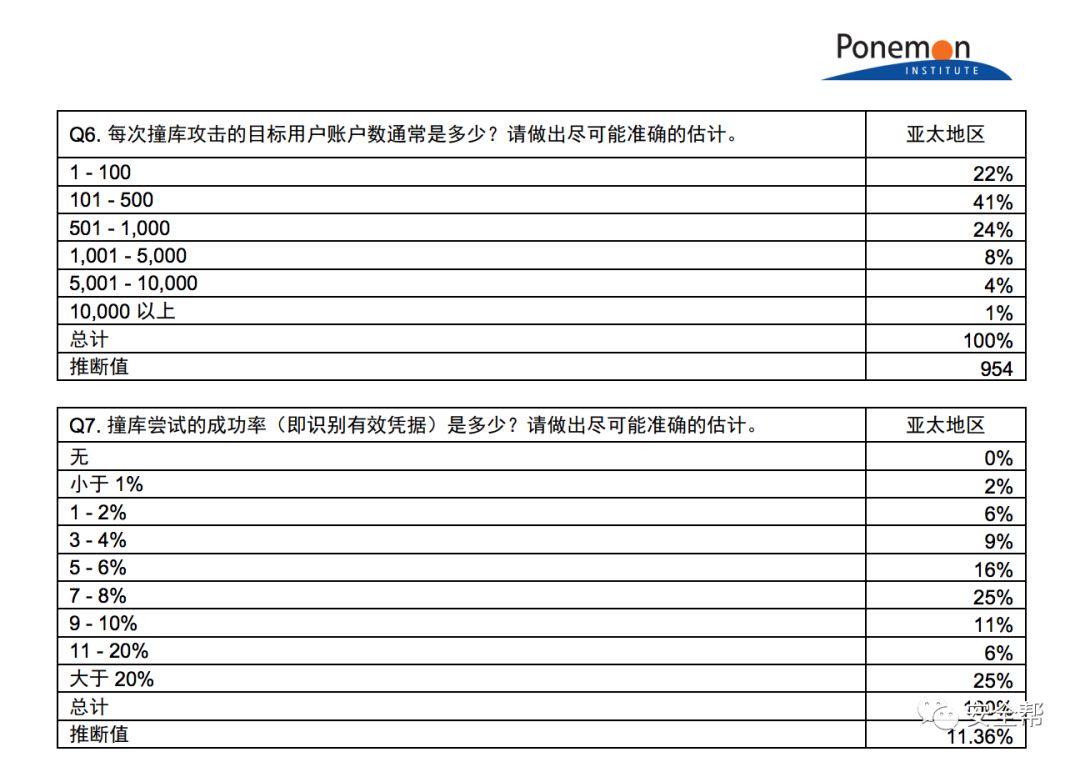 Ponemon
INSTITUTE
Q6. 每次撞库攻击的目标用户账户数通常是多少？请做出尽可能准确的估计。 亚太地区
1 - 100 22%
101 - 500 41%
501 - 1,000 24%
1,001 - 5,000 8%
5,001 - 10,000 4%
10,000 以上 1%
总计 100%
推断值 954
Q7. 撞库尝试的成功率（即识别有效凭据）是多少？请做出尽可能准确的估计。 亚太地区
无 0%
小于 1% 2%
1 - 2% 6%
3 - 4% 9%
5 - 6% 16%
7 - 8% 25%
9 - 10% 11%
11 - 20% 6%
大于 20% 25%
总计 100%
安全帮
推断值 11.36%